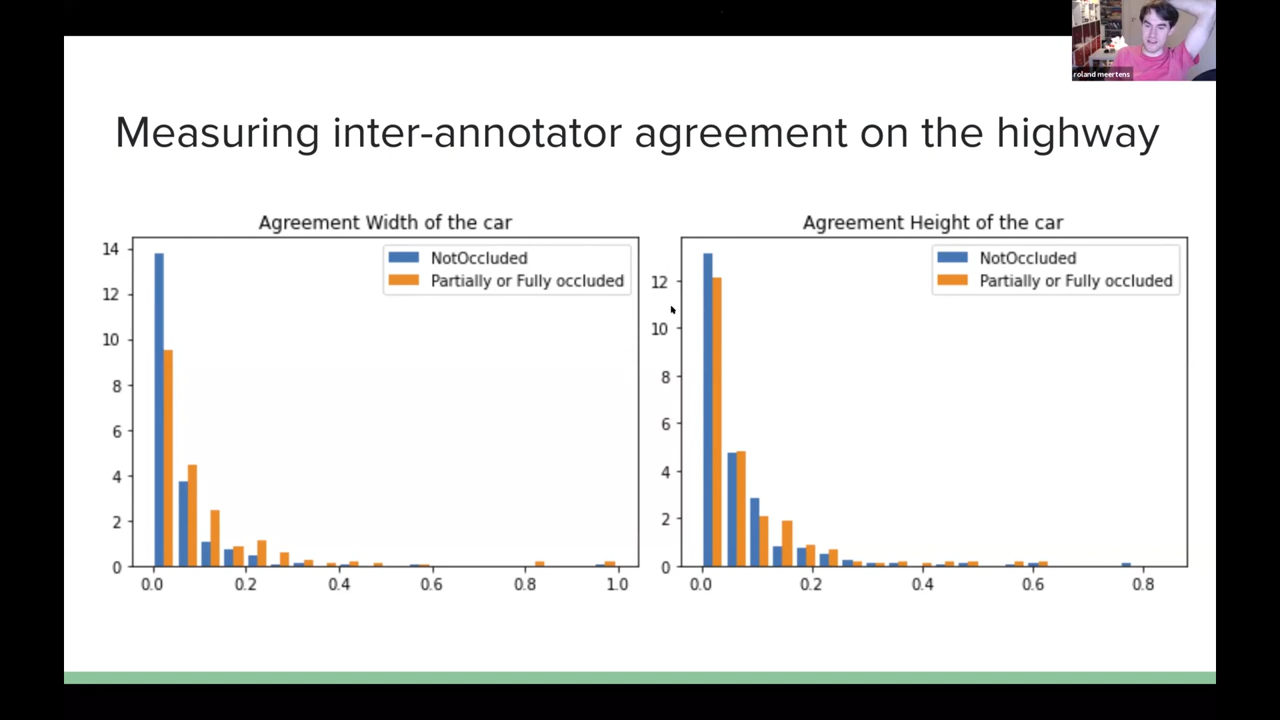 roland meertens
Measuring inter-annotator agreement on the highway
Agreement Width of the car
NotOccluded
Partially or Fully occluded
14
12
10
8
6
4
2
0
0.0 0.2 0.4 0.6 0.8 1.0
Agreement Height of the car
NotOccluded
Partially or Fully occluded
12
10
8
6
4
2
0
0.0 0.2 0.4 0.6 0.8